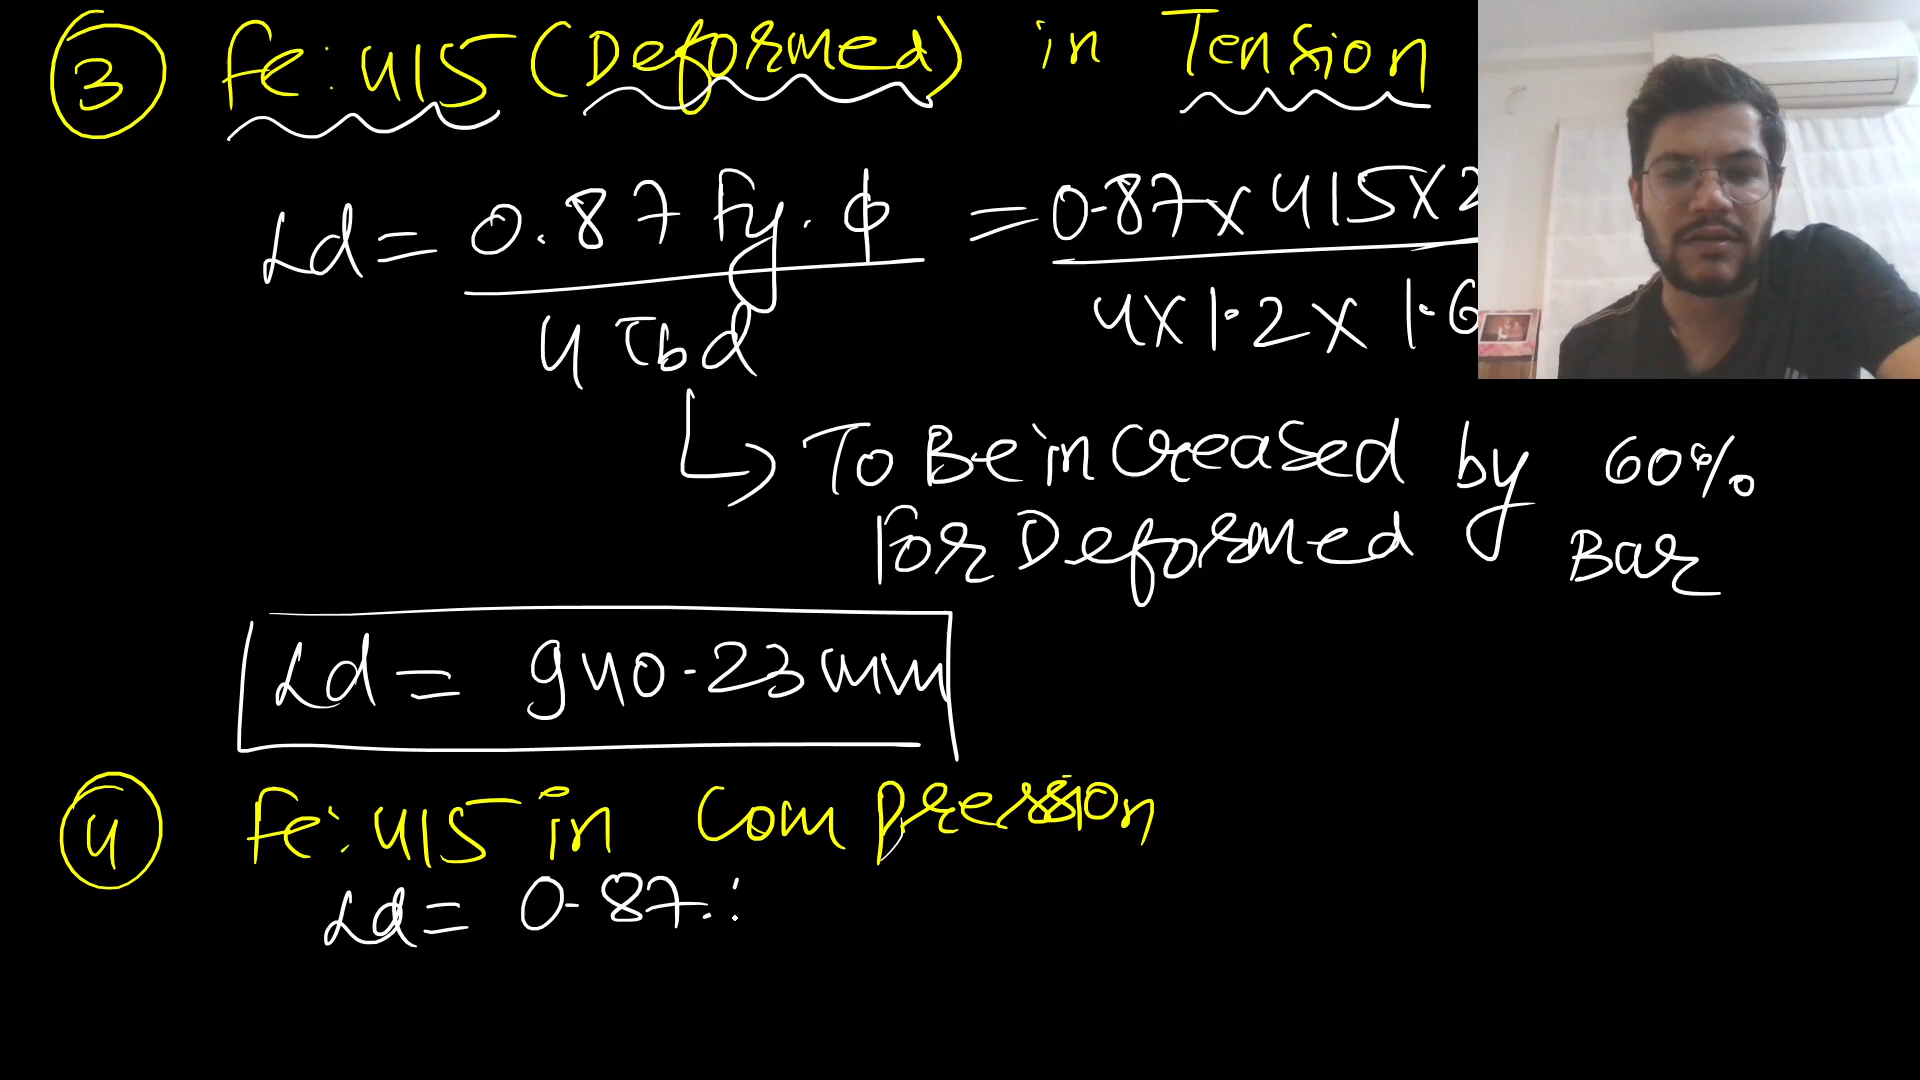 3 Fe:415 (Deformed) in Tension
Ld = 0.87 fy. ϕ / 4 τbd = 0.87 x 415 x 2 / 4 x 1.2 x 1.6
↳ To Be increased by 60%
For Deformed Bar
Ld = 940.23 mm
4 Fe:415 in Compression
Ld = 0.87.: